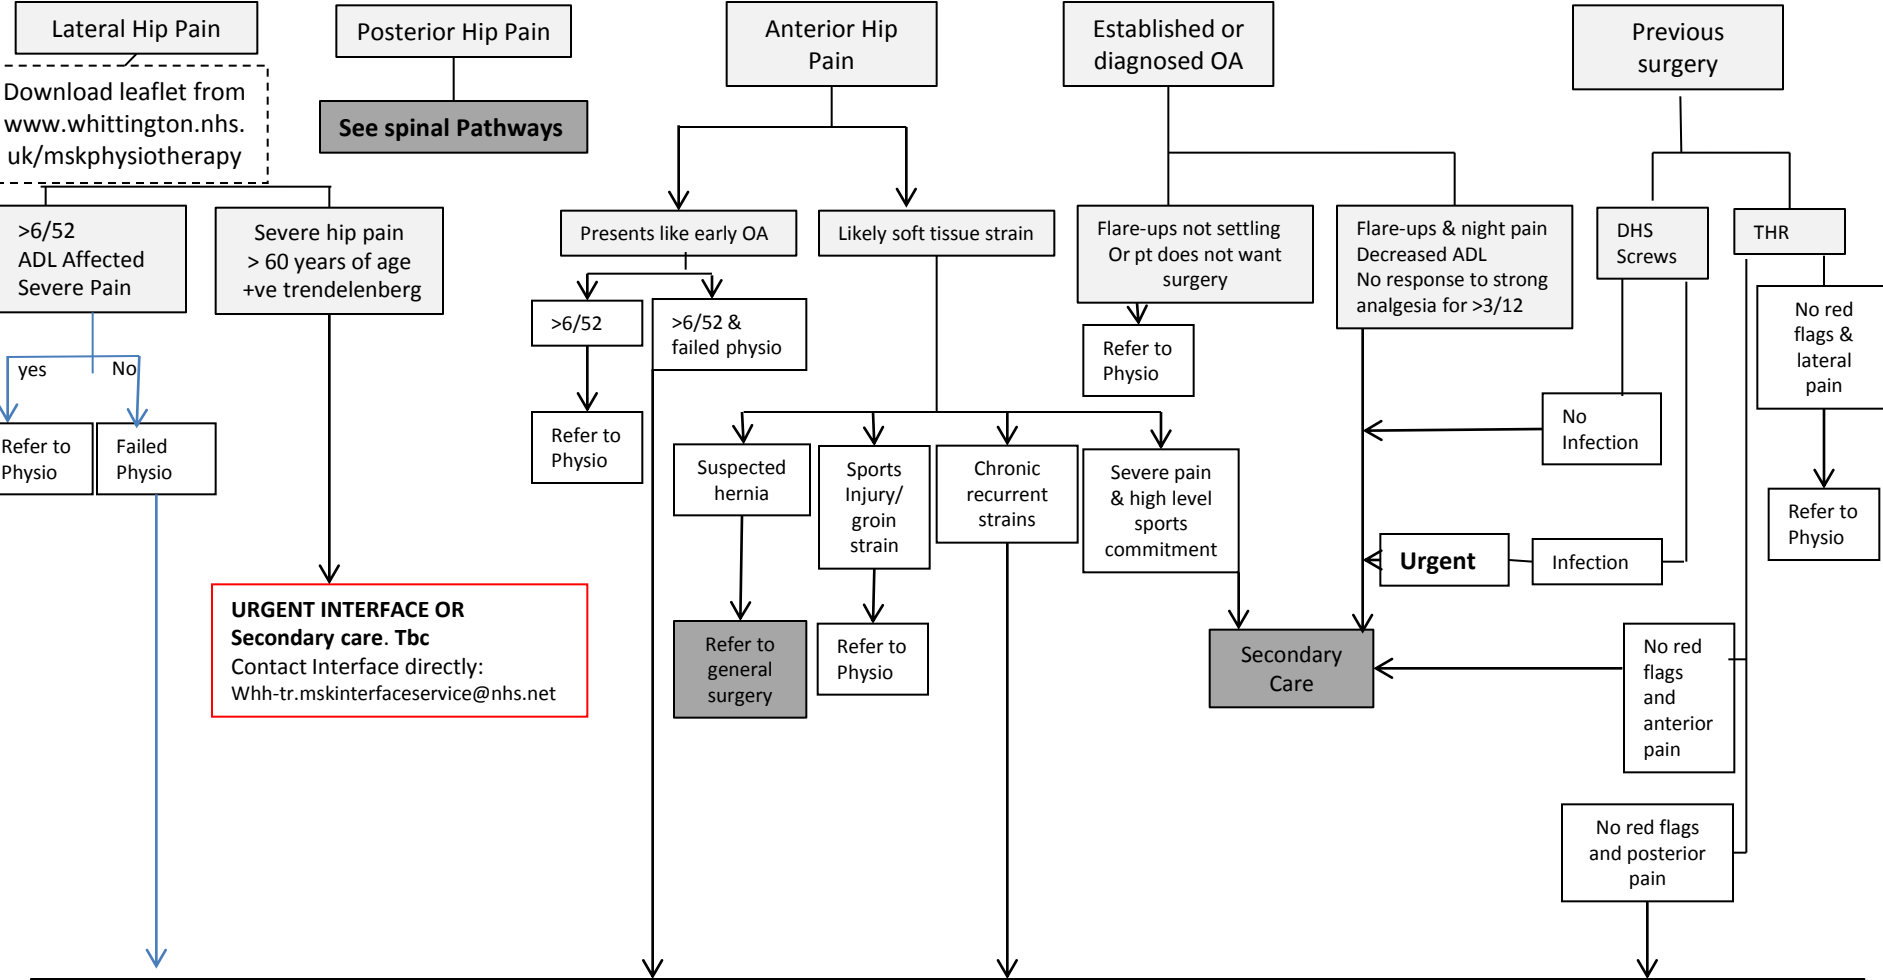 Lateral Hip Pain
Download leaflet from
www.whittington.nhs.
uk/mskphysiotherapy
>6/52
ADL Affected
Severe Pain
yes
No
Refer to
Physio
Failed
Physio
Severe hip pain
> 60 years of age
+ve trendelenberg
URGENT INTERFACE OR
Secondary care. Tbc
Contact Interface directly:
Whh-tr.mskinterfaceservice@nhs.net
Posterior Hip Pain
See spinal Pathways
Anterior Hip
Pain
Presents like early OA
>6/52
Refer to
Physio
>6/52 &
failed physio
Likely soft tissue strain
Suspected
hernia
Refer to
general
surgery
Sports
Injury/
groin
strain
Refer to
Physio
Chronic
recurrent
strains
Severe pain
& high level
sports
commitment
Established or
diagnosed OA
Flare-ups not settling
Or pt does not want
surgery
Refer to
Physio
Flare-ups & night pain
Decreased ADL
No response to strong
analgesia for >3/12
Secondary
Care
Previous
surgery
DHS
Screws
No
Infection
Urgent
Infection
THR
No red
flags &
lateral
pain
Refer to
Physio
No red
flags
and
anterior
pain
No red flags
and posterior
pain